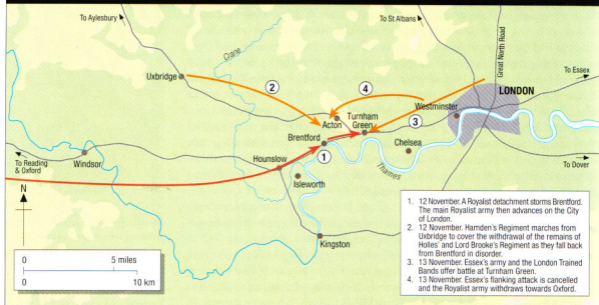 To Aylesbury
To St Albans
Great North Road
Crane
Uxbridge
To Essex
LONDON
2
4
Westminster
Acton
Turnham
Green
3
Brentford
Chelsea
1
Hounslow
Thames
To Reading
& Oxford
Windsor
To Dover
Isleworth
N
Kingston
0 5 miles
0 10 km
1. 12 November. A Royalist detachment storms Brentford.
The main Royalist army then advances on the City
of London.
2. 12 November. Hamden's Regiment marches from
Uxbridge to cover the withdrawal of the remains of
Holles' and Lord Brooke's Regiment as they fall back
from Brentford in disorder.
3. 13 November. Essex's army and the London Trained
Bands offer battle at Turnham Green.
4. 13 November. Essex's flanking attack is cancelled
and the Royalist army withdraws towards Oxford.